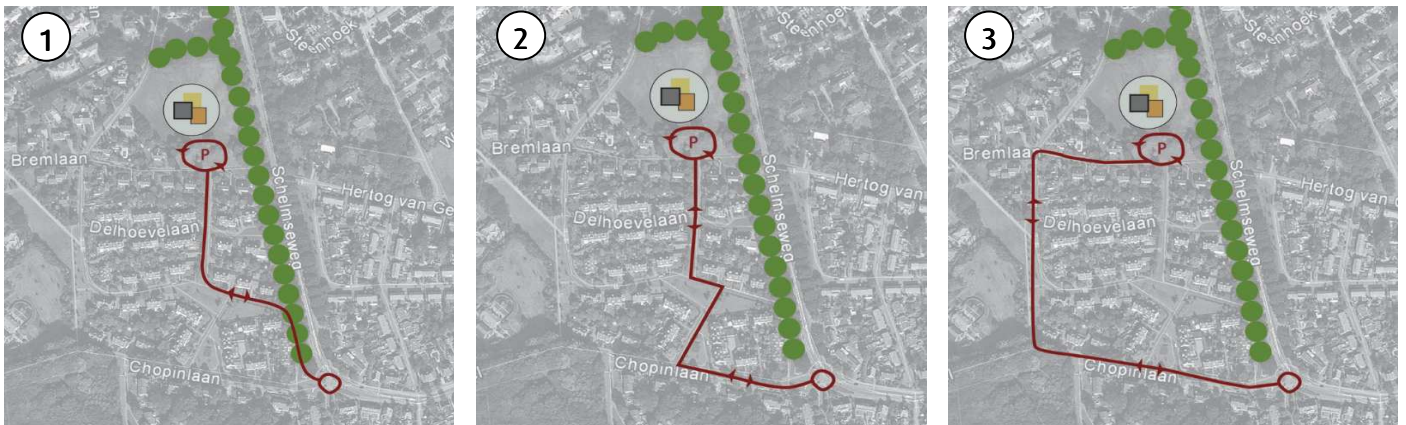 1
Steenhoek
P
Bremlaan
Schelmseweg
Hertog van Ge
Delhoevelaan
Chopinlaan
2
Steenhoek
P
Bremlaan
Schelmseweg
Hertog van
Delhoevelaan
Chopinlaan
3
Steenhoek
P
Bremlaa
Schelmseweg
Hertog van
Delhoevelaan
Chopinlaan